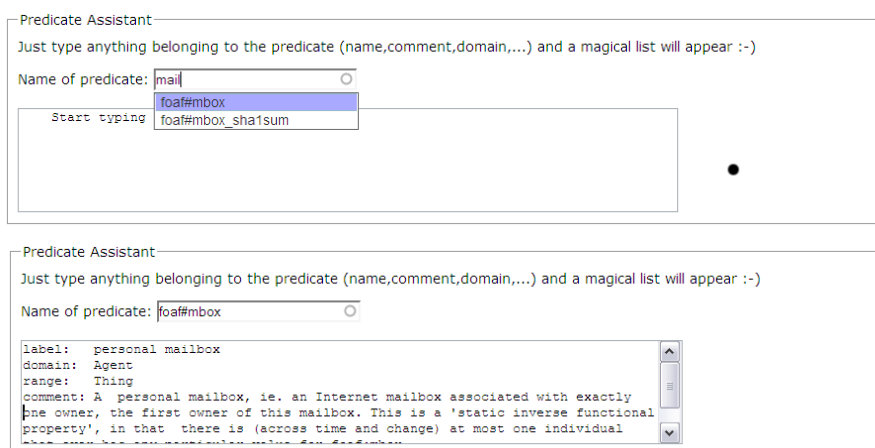 Predicate Assistant
Just type anything belonging to the predicate (name,comment,domain,...) and a magical list will appear :-)
Name of predicate: mail
foaf#mbox
Start typing foaf#mbox_sha1sum
Predicate Assistant
Just type anything belonging to the predicate (name,comment,domain,...) and a magical list will appear :-)
Name of predicate: foaf#mbox
label: personal mailbox
domain: Agent
range: Thing
comment: A personal mailbox, ie. an Internet mailbox associated with exactly
one owner, the first owner of this mailbox. This is a 'static inverse functional
property', in that there is (across time and change) at most one individual